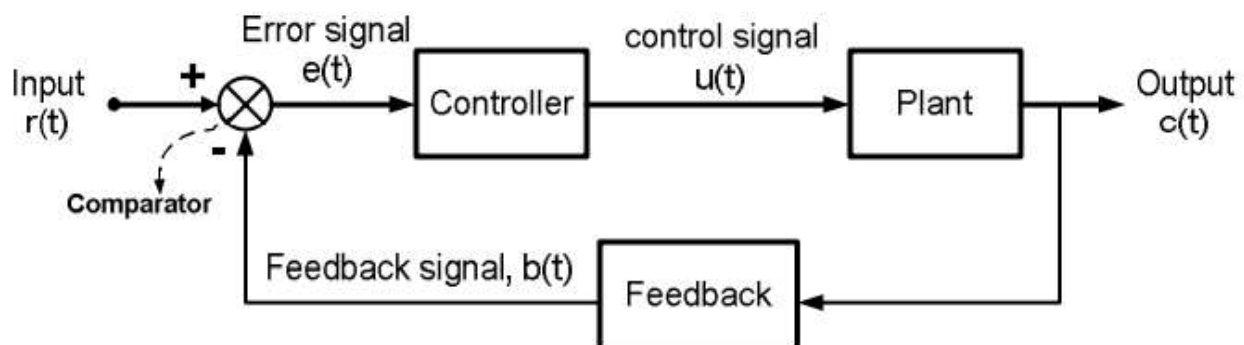 Input
r(t)
+
-
Comparator
Error signal
e(t)
Controller
control signal
u(t)
Plant
Output
c(t)
Feedback signal, b(t)
Feedback